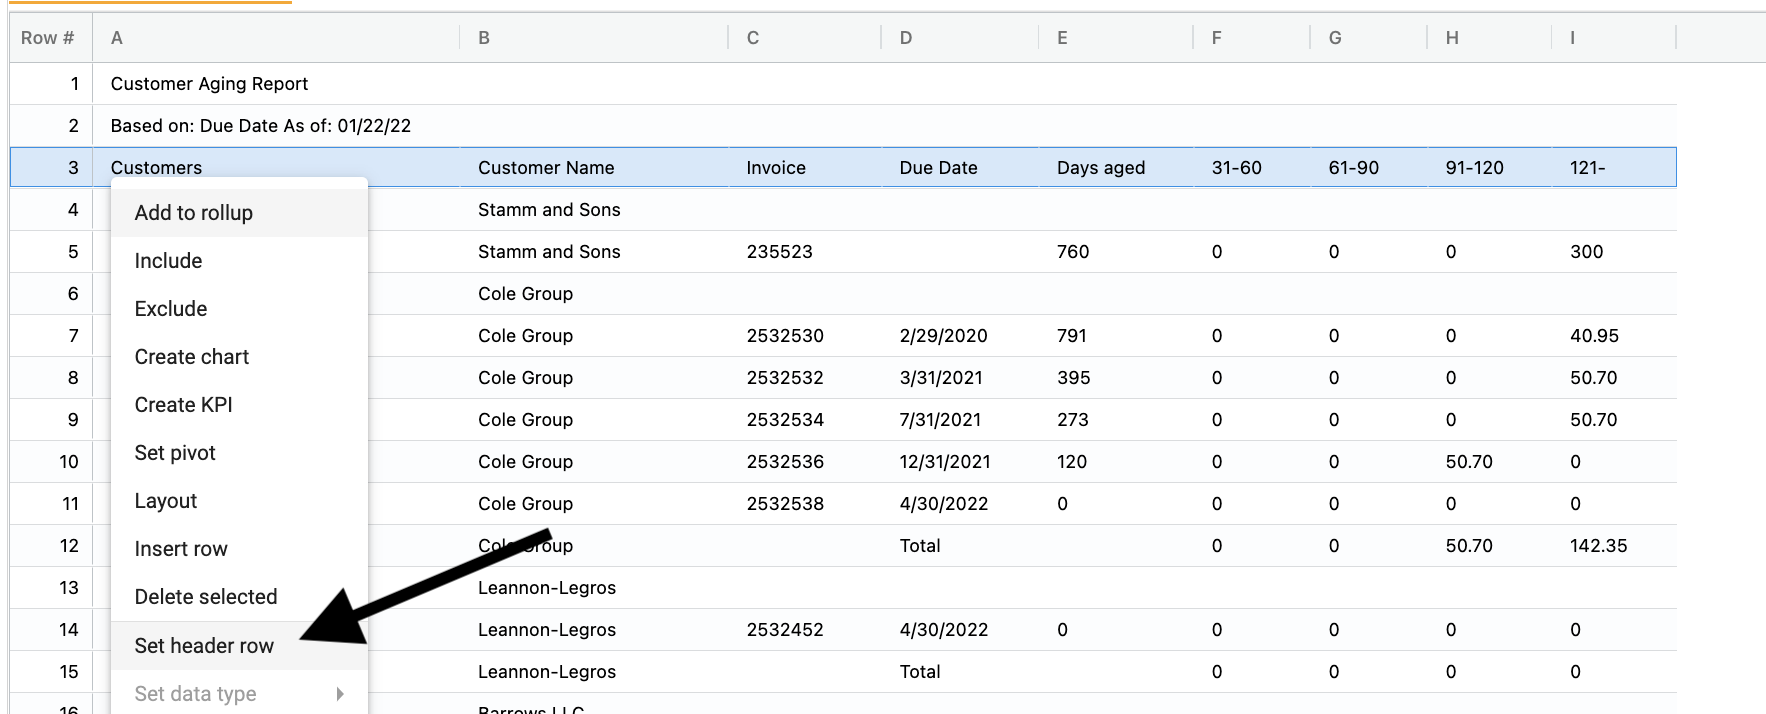 Row # A B C D E F G H I
1 Customer Aging Report
2 Based on: Due Date As of: 01/22/22
3 Customers Customer Name Invoice Due Date Days aged 31-60 61-90 91-120 121-
4 Stamm and Sons
5 Stamm and Sons 235523 760 0 0 0 300
6 Cole Group
7 Cole Group 2532530 2/29/2020 791 0 0 0 40.95
8 Cole Group 2532532 3/31/2021 395 0 0 0 50.70
9 Cole Group 2532534 7/31/2021 273 0 0 0 50.70
10 Cole Group 2532536 12/31/2021 120 0 0 50.70 0
11 Cole Group 2532538 4/30/2022 0 0 0 0 0
12 Cole Group Total 0 0 50.70 142.35
13 Leannon-Legros
14 Leannon-Legros 2532452 4/30/2022 0 0 0 0 0
15 Leannon-Legros Total 0 0 0 0
16 Barrows LLC
Add to rollup
Include
Exclude
Create chart
Create KPI
Set pivot
Layout
Insert row
Delete selected
Set header row
Set data type